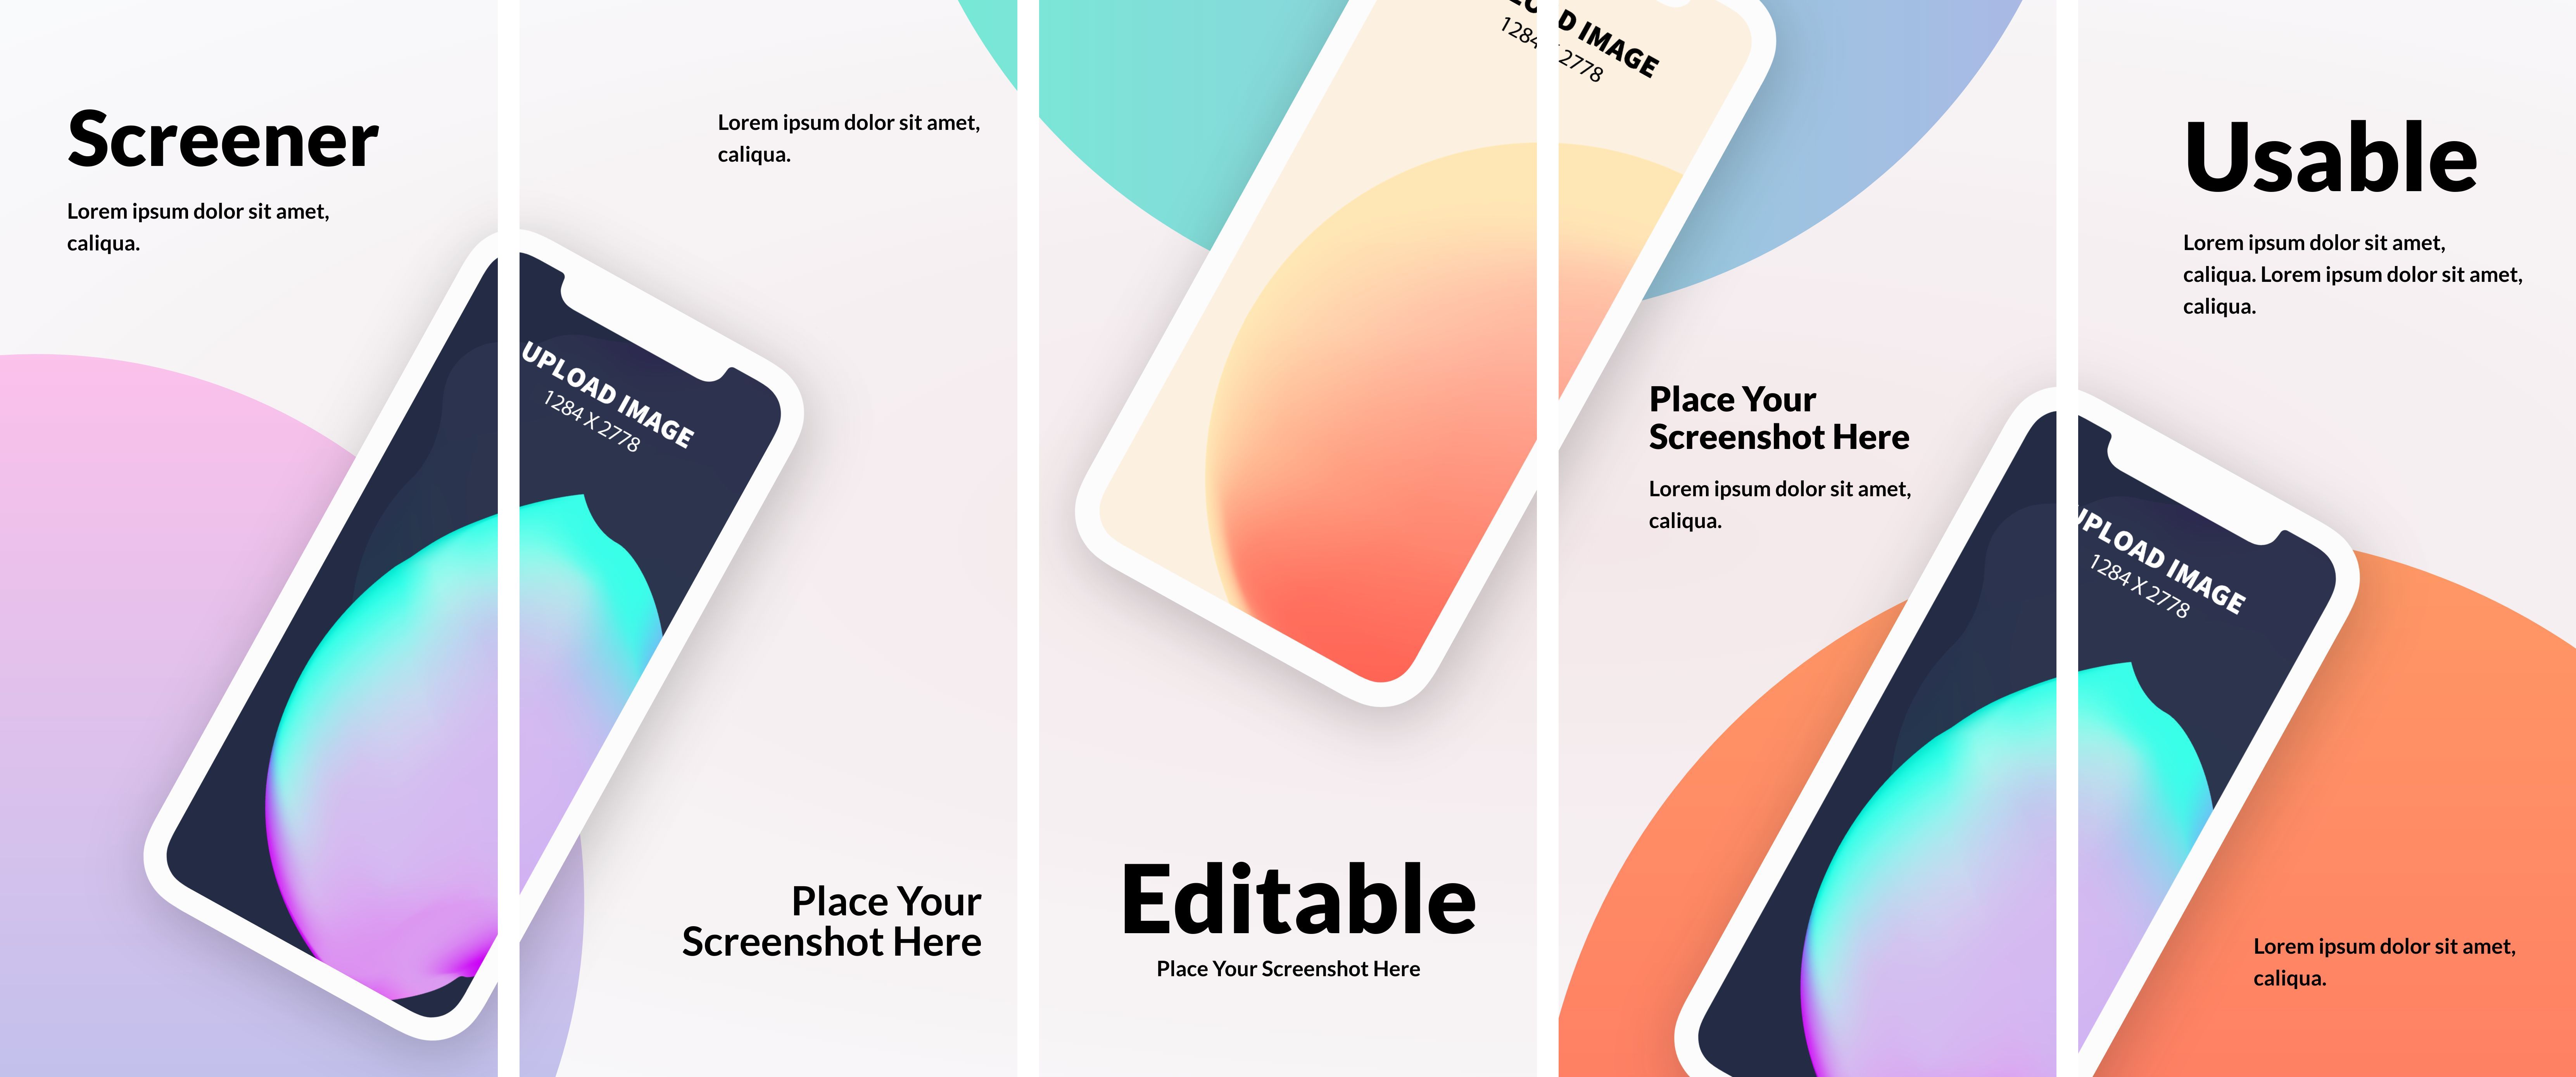 Screener
Lorem ipsum dolor sit amet,
caliqua.
UPLOAD IMAGE
1284 X 2778
Lorem ipsum dolor sit amet,
caliqua.
Place Your
Screenshot Here
1284
D IMAGE
2778
Editable
Place Your Screenshot Here
Place Your
Screenshot Here
Lorem ipsum dolor sit amet,
caliqua.
Usable
Lorem ipsum dolor sit amet,
caliqua. Lorem ipsum dolor sit amet,
caliqua.
UPLOAD IMAGE
1284 X 2778
Lorem ipsum dolor sit amet,
caliqua.